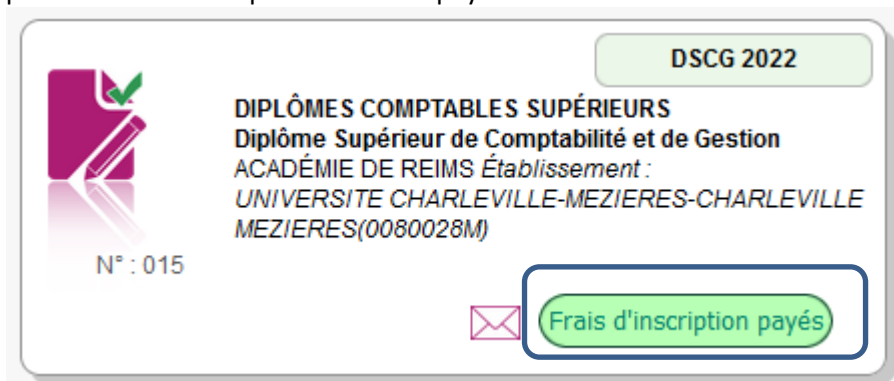 DSCG 2022
DIPLÔMES COMPTABLES SUPÉRIEURS
Diplôme Supérieur de Comptabilité et de Gestion
ACADÉMIE DE REIMS Établissement :
UNIVERSITE CHARLEVILLE-MEZIERES-CHARLEVILLE
MEZIERES(0080028M)
N° : 015
Frais d'inscription payés